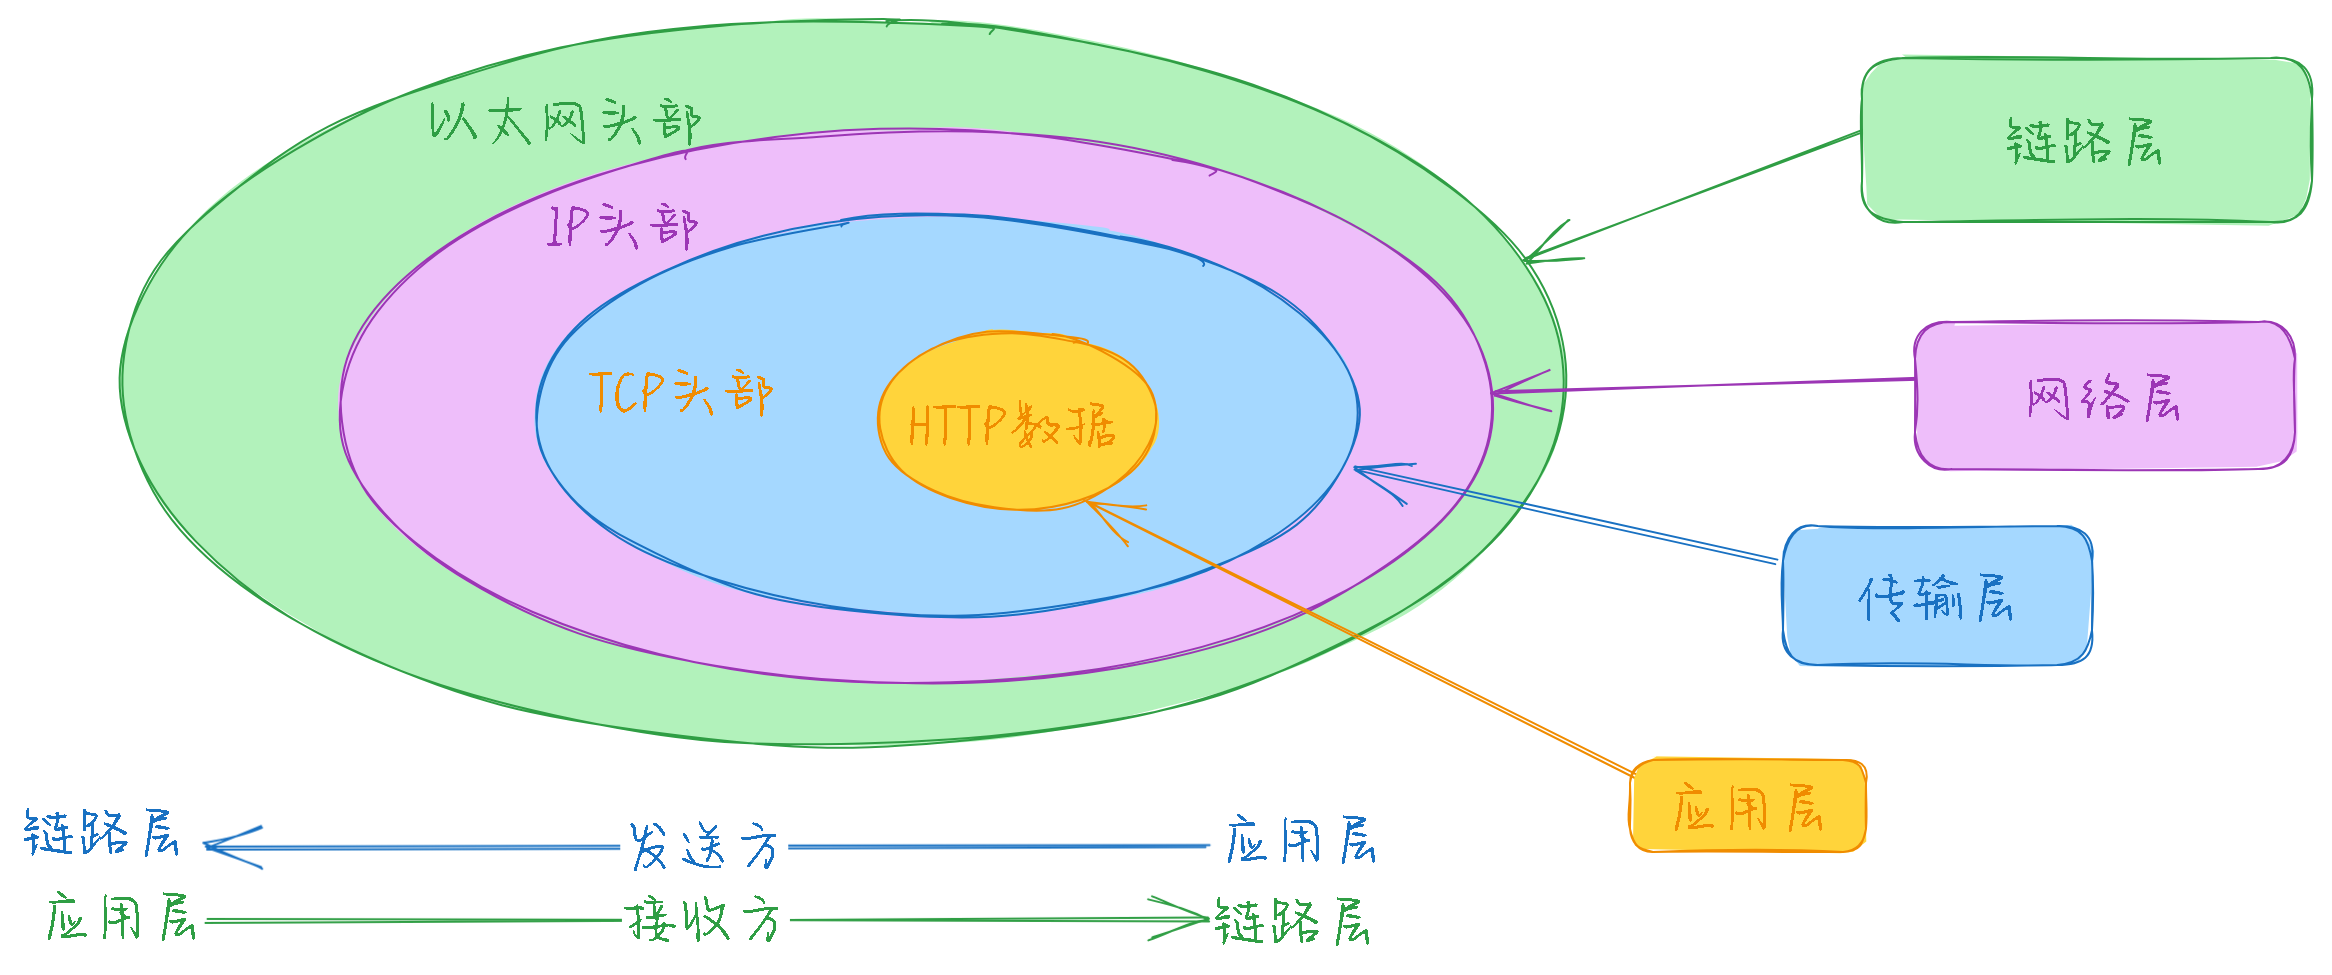 以太网头部
链路层
IP头部
网络层
TCP头部
HTTP数据
传输层
应用层
链路层 发送方 应用层
应用层 接收方 链路层